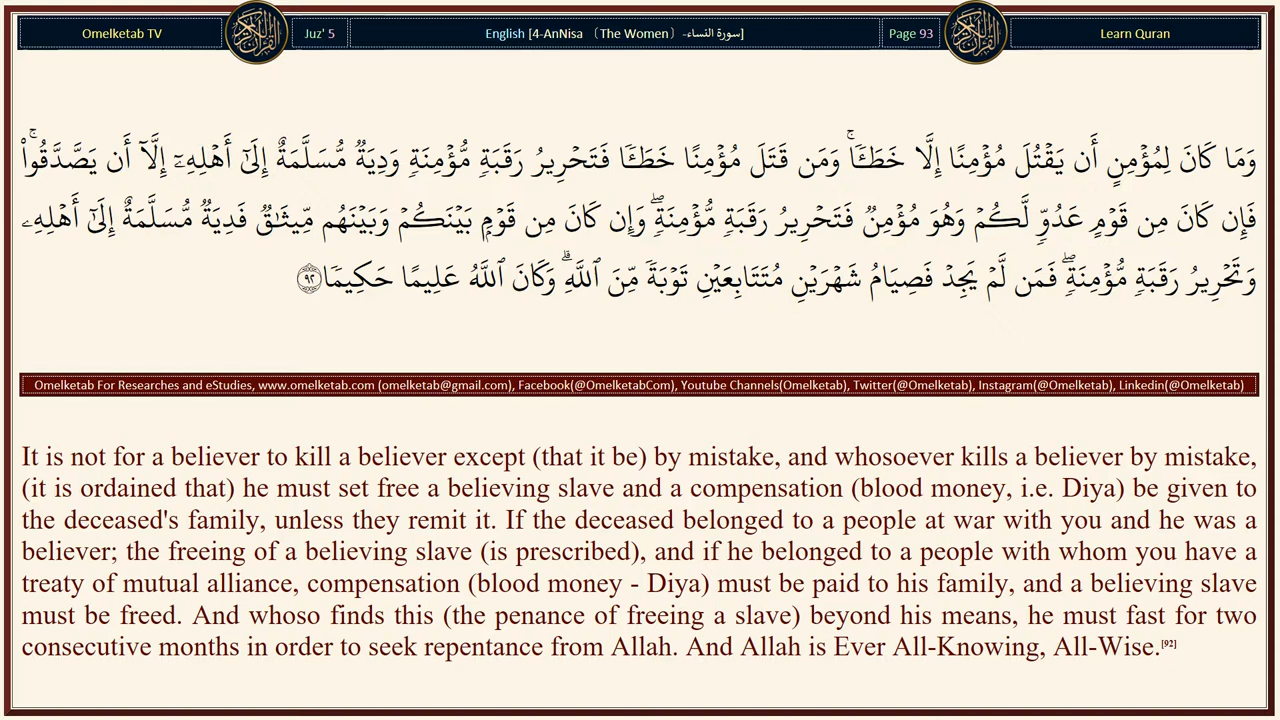 Omelketab TV
Juz' 5
English [4-AnNisa (The Women) -سورة النساء]
Page 93
Learn Quran
وَمَا كَانَ لِمُؤۡمِنٍ أَن يَقۡتُلَ مُؤۡمِنًا إِلَّا خَطَـٔٗاۚ وَمَن قَتَلَ مُؤۡمِنًا خَطَـٔٗا فَتَحۡرِيرُ رَقَبَةٖ مُّؤۡمِنَةٖ وَدِيَةٞ مُّسَلَّمَةٌ إِلَىٰٓ أَهۡلِهِۦٓ إِلَّآ أَن يَصَّدَّقُواْۚ
فَإِن كَانَ مِن قَوۡمٍ عَدُوّٖ لَّكُمۡ وَهُوَ مُؤۡمِنٞ فَتَحۡرِيرُ رَقَبَةٖ مُّؤۡمِنَةٖۖ وَإِن كَانَ مِن قَوۡمِۭ بَيۡنَكُمۡ وَبَيۡنَهُم مِّيثَٰقٞ فَدِيَةٞ مُّسَلَّمَةٌ إِلَىٰٓ أَهۡلِهِۦ
وَتَحۡرِيرُ رَقَبَةٖ مُّؤۡمِنَةٖۖ فَمَن لَّمۡ يَجِدۡ فَصِيَامُ شَهۡرَيۡنِ مُتَتَابِعَيۡنِ تَوۡبَةٗ مِّنَ ٱللَّهِۗ وَكَانَ ٱللَّهُ عَلِيمًا حَكِيمٗا ٩٢
Omelketab For Researches and eStudies, www.omelketab.com (omelketab@gmail.com), Facebook(@OmelketabCom), Youtube Channels(Omelketab), Twitter(@Omelketab), Instagram(@Omelketab), Linkedin(@Omelketab)
It is not for a believer to kill a believer except (that it be) by mistake, and whosoever kills a believer by mistake,
(it is ordained that) he must set free a believing slave and a compensation (blood money, i.e. Diya) be given to
the deceased's family, unless they remit it. If the deceased belonged to a people at war with you and he was a
believer; the freeing of a believing slave (is prescribed), and if he belonged to a people with whom you have a
treaty of mutual alliance, compensation (blood money - Diya) must be paid to his family, and a believing slave
must be freed. And whoso finds this (the penance of freeing a slave) beyond his means, he must fast for two
consecutive months in order to seek repentance from Allah. And Allah is Ever All-Knowing, All-Wise.[92]